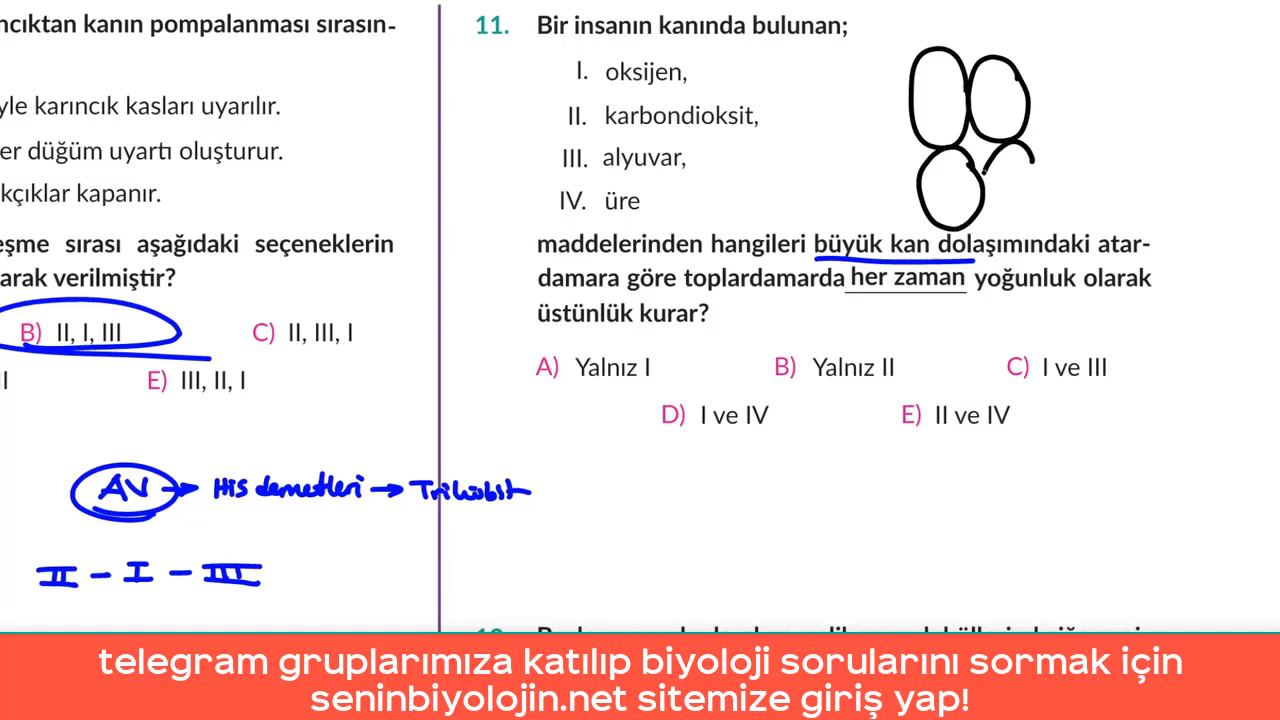 ncıktan kanın pompalanması sırasın-
yle karıncık kasları uyarılır.
er düğüm uyartı oluşturur.
kçıklar kapanır.
eşme sırası aşağıdaki seçeneklerin
arak verilmiştir?
B) II, I, III
C) II, III, I
II
E) III, II, I
AV → His demetleri →
II - I - III
11. Bir insanın kanında bulunan;
I. oksijen,
II. karbondioksit,
III. alyuvar,
IV. üre
maddelerinden hangileri büyük kan dolaşımındaki atar-
damara göre toplardamarda her zaman yoğunluk olarak
üstünlük kurar?
A) Yalnız I
B) Yalnız II
C) I ve III
D) I ve IV
E) II ve IV
telegram gruplarımıza katılıp biyoloji sorularını sormak için
seninbiyolojin.net sitemize giriş yap!